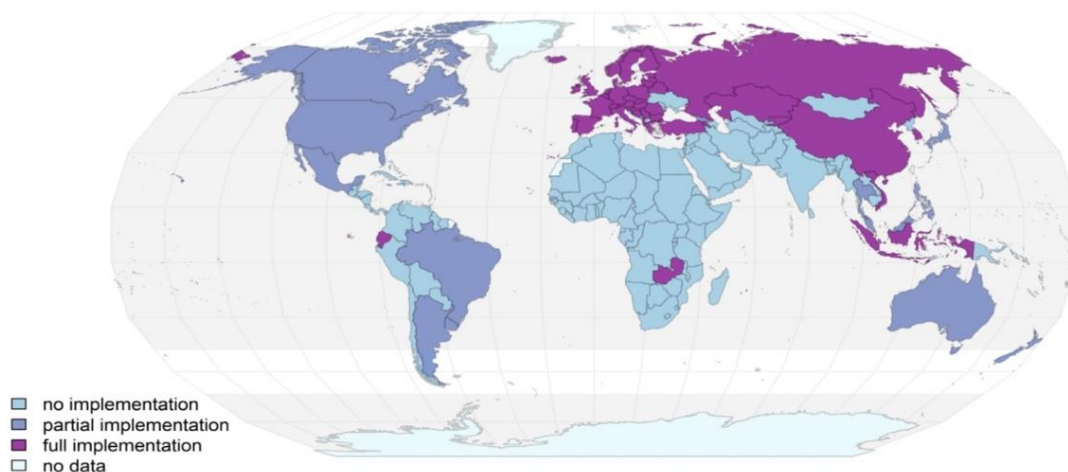 no implementation
partial implementation
full implementation
no data